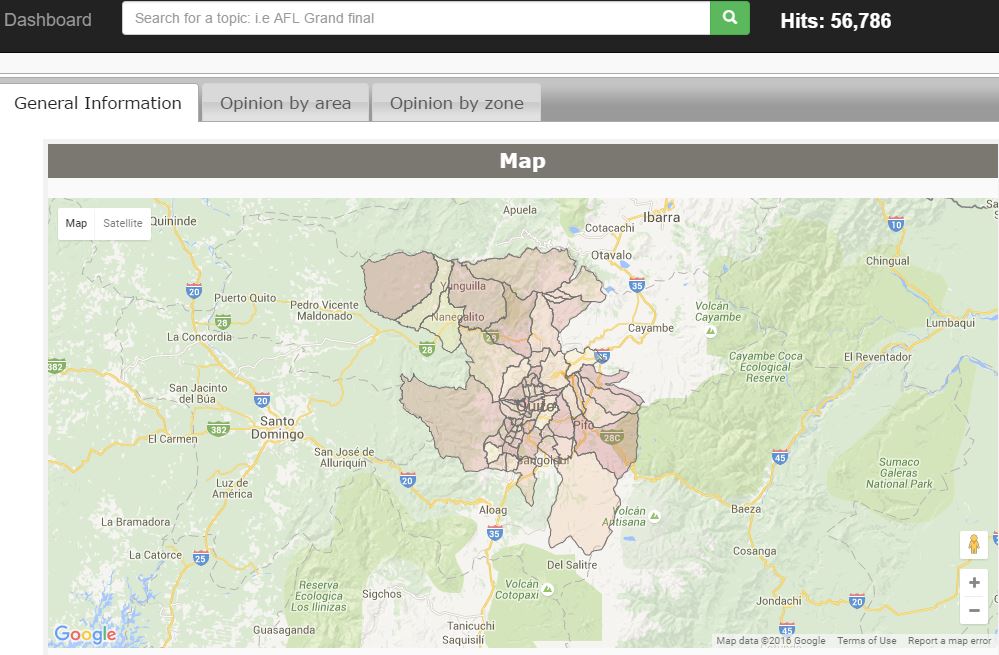 Dashboard
Search for a topic: i.e AFL Grand final
Hits: 56,786
General Information
Opinion by area
Opinion by zone
Map
Map
Satellite
Quininde
Apuela
Ibarra
Cotacachi
Otavalo
10
Chingual
20
Puerto Quito
Pedro Vicente
Maldonado
Yunguilla
Nanegalito
35
Volcán
Cayambe
28
La Concordia
28
Cayambe
Lumbaqui
382
Cayambe Coca
Ecological
Reserve
El Reventador
San Jacinto
del Búa
20
Quito
Santo
Domingo
382
El Carmen
Pifo
28C
San José de
Alluriquín
Sangolquí
45
Sumaco
Galeras
National Park
Luz de
América
20
Aloag
Volcán
Antisana
Baeza
La Bramadora
35
La Catorce
25
Cosanga
Del Salitre
Reserva
Ecologica
Los Ilinizas
Sigchos
Volcán
Cotopaxi
Jondachi
20
Guasaganda
Tanicuchi
Saquisilí
45
+
−
Google
Map data ©2016 Google
Terms of Use
Report a map error